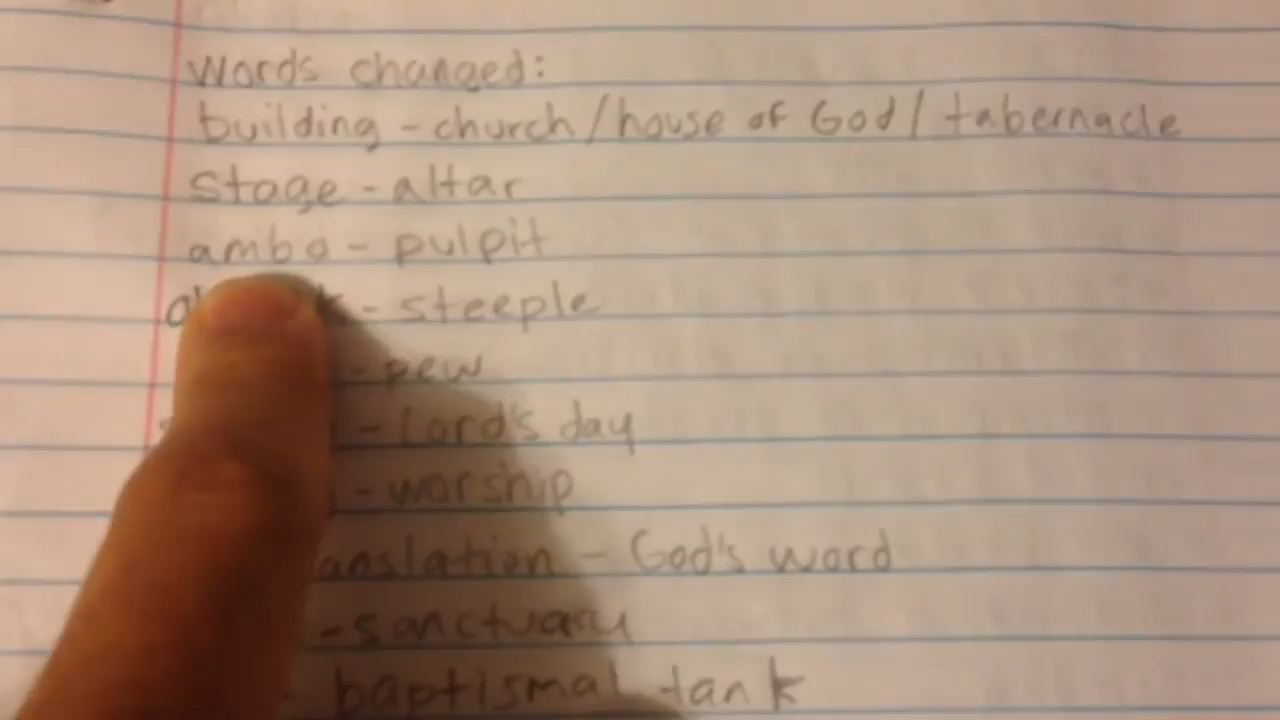 words changed:
building - church/house of God/tabernacle
stage - altar
ambo - pulpit
- steeple
- pew
- Lord's day
- worship
anslation - God's word
- sanctuary
- baptismal tank